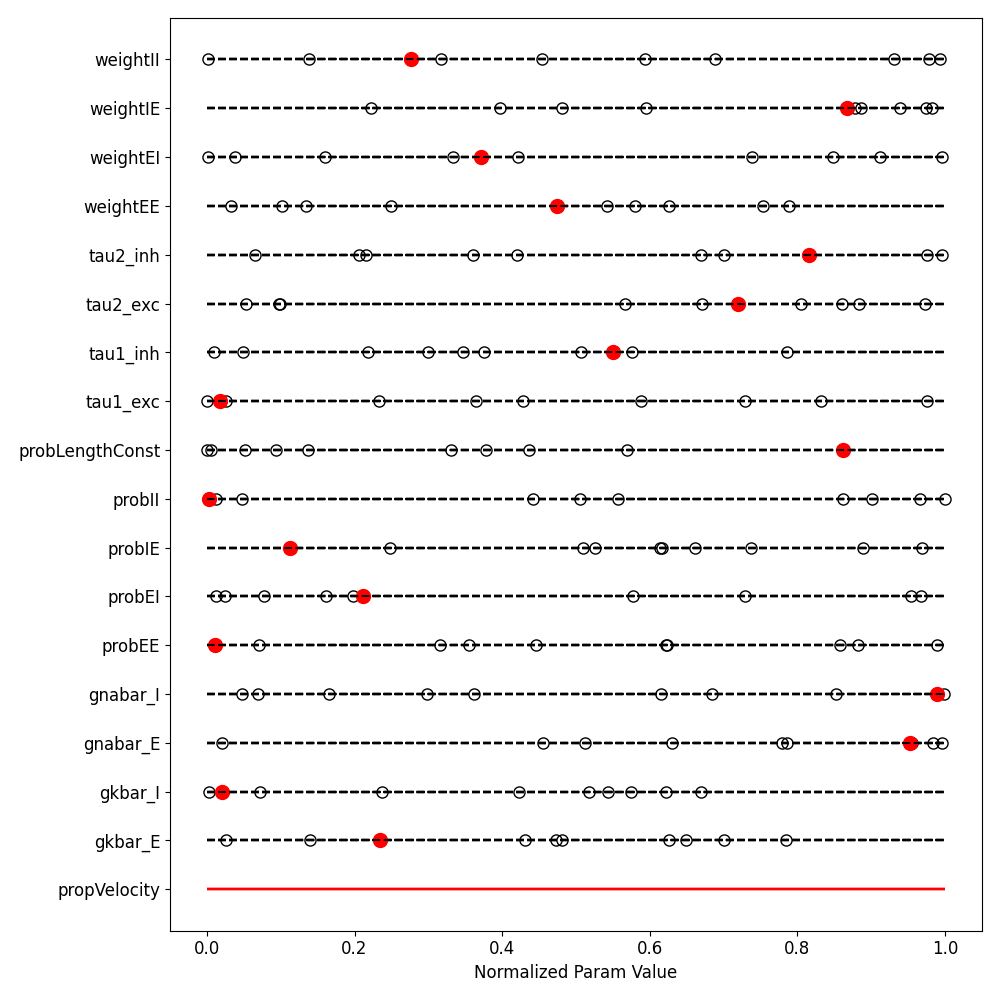 weightII
weightIE
weightEI
weightEE
tau2_inh
tau2_exc
tau1_inh
tau1_exc
probLengthConst
probII
probIE
probEI
probEE
gnabar_I
gnabar_E
gkbar_I
gkbar_E
propVelocity
0.0 0.2 0.4 0.6 0.8 1.0
Normalized Param Value